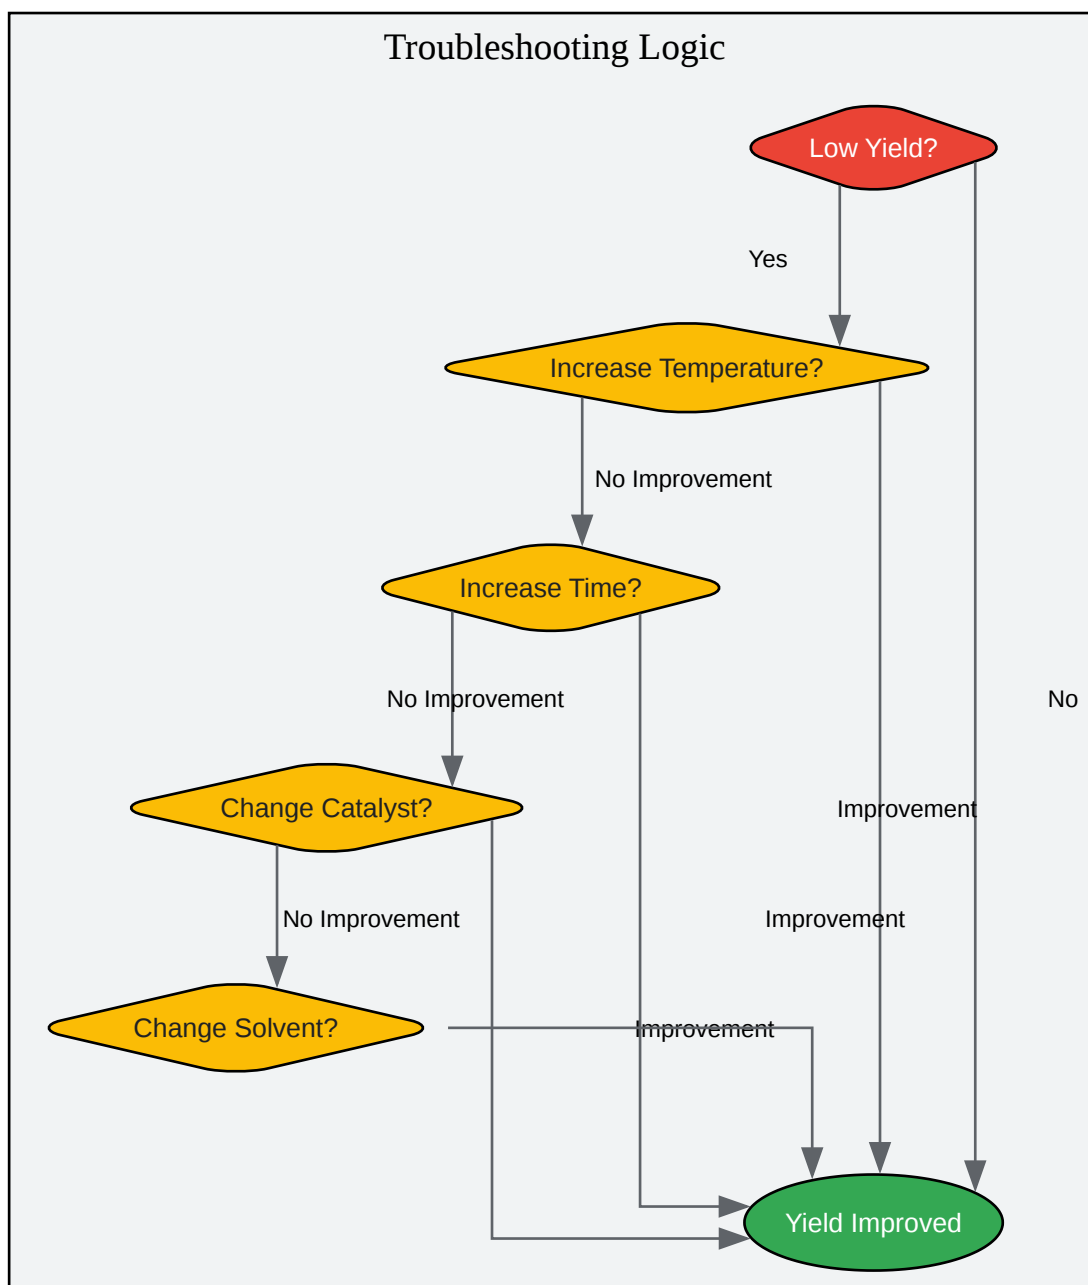 Troubleshooting Logic
Low Yield?
Yes
Increase Temperature?
No Improvement
Increase Time?
No Improvement
No
Change Catalyst?
Improvement
No Improvement
Improvement
Change Solvent?
Improvement
Yield Improved